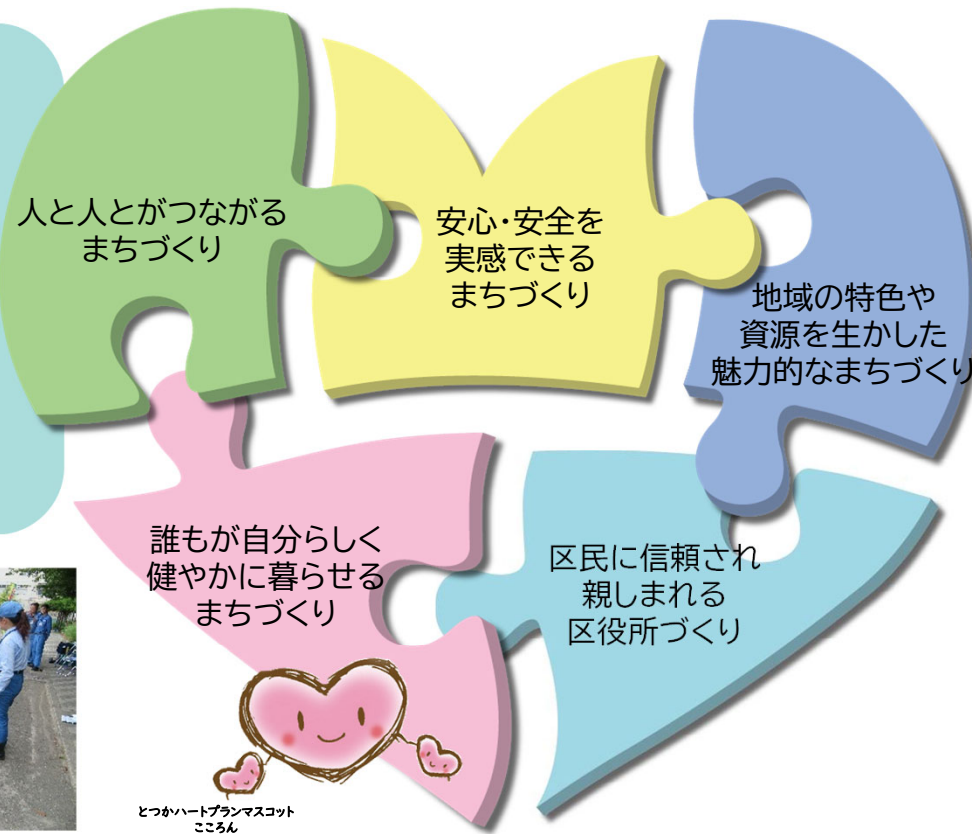 人と人とがつながる
まちづくり
安心・安全を
実感できる
まちづくり
地域の特色や
資源を生かした
魅力的なまちづくり
誰もが自分らしく
健やかに暮らせる
まちづくり
区民に信頼され
親しまれる
区役所づくり
とつかハートプランマスコット
こころん